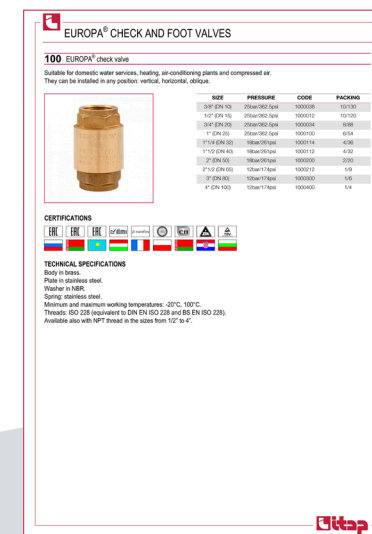 EUROPA® CHECK AND FOOT VALVES
100 EUROPA® check valve
Suitable for domestic water services, heating, air-conditioning plants and compressed air.
They can be installed in any position: vertical, horizontal, oblique.
SIZE PRESSURE CODE PACKING
3/8" (DN 10) 25bar/362.5psi 1000038 10/130
1/2" (DN 15) 25bar/362.5psi 1000012 10/120
3/4" (DN 20) 25bar/362.5psi 1000034 8/88
1" (DN 25) 25bar/362.5psi 1000100 6/54
1"1/4 (DN 32) 18bar/261psi 1000114 4/36
1"1/2 (DN 40) 18bar/261psi 1000112 4/32
2" (DN 50) 18bar/261psi 1000200 2/20
2"1/2 (DN 65) 12bar/174psi 1000212 1/9
3" (DN 80) 12bar/174psi 1000300 1/6
4" (DN 100) 12bar/174psi 1000400 1/4
CERTIFICATIONS
EAC EAC EAC
TECHNICAL SPECIFICATIONS
Body in brass.
Plate in stainless steel.
Washer in NBR.
Spring: stainless steel.
Minimum and maximum working temperatures: -20°C, 100°C.
Threads: ISO 228 (equivalent to DIN EN ISO 228 and BS EN ISO 228).
Available also with NPT thread in the sizes from 1/2" to 4".
itap